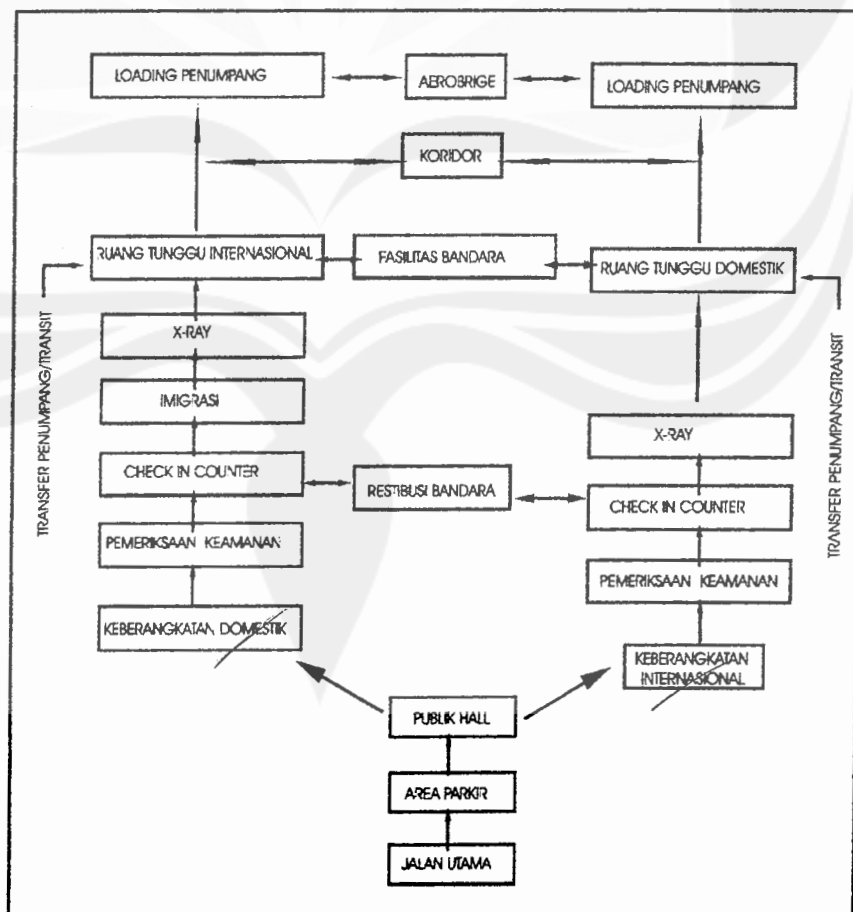 LOADING PENUMPANG
AEROBRIGE
LOADING PENUMPANG
KORIDOR
RUANG TUNGGU INTERNASIONAL
FASILITAS BANDARA
RUANG TUNGGU DOMESTIK
TRANSFER PENUMPANG/TRANSIT
X-RAY
IMIGRASI
CHECK IN COUNTER
PEMERIKSAAN KEAMANAN
KEBERANGKATAN DOMESTIK
RESTIBUSI BANDARA
X-RAY
CHECK IN COUNTER
PEMERIKSAAN KEAMANAN
KEBERANGKATAN
INTERNASIONAL
TRANSFER PENUMPANG/TRANSIT
PUBLIK HALL
AREA PARKIR
JALAN UTAMA